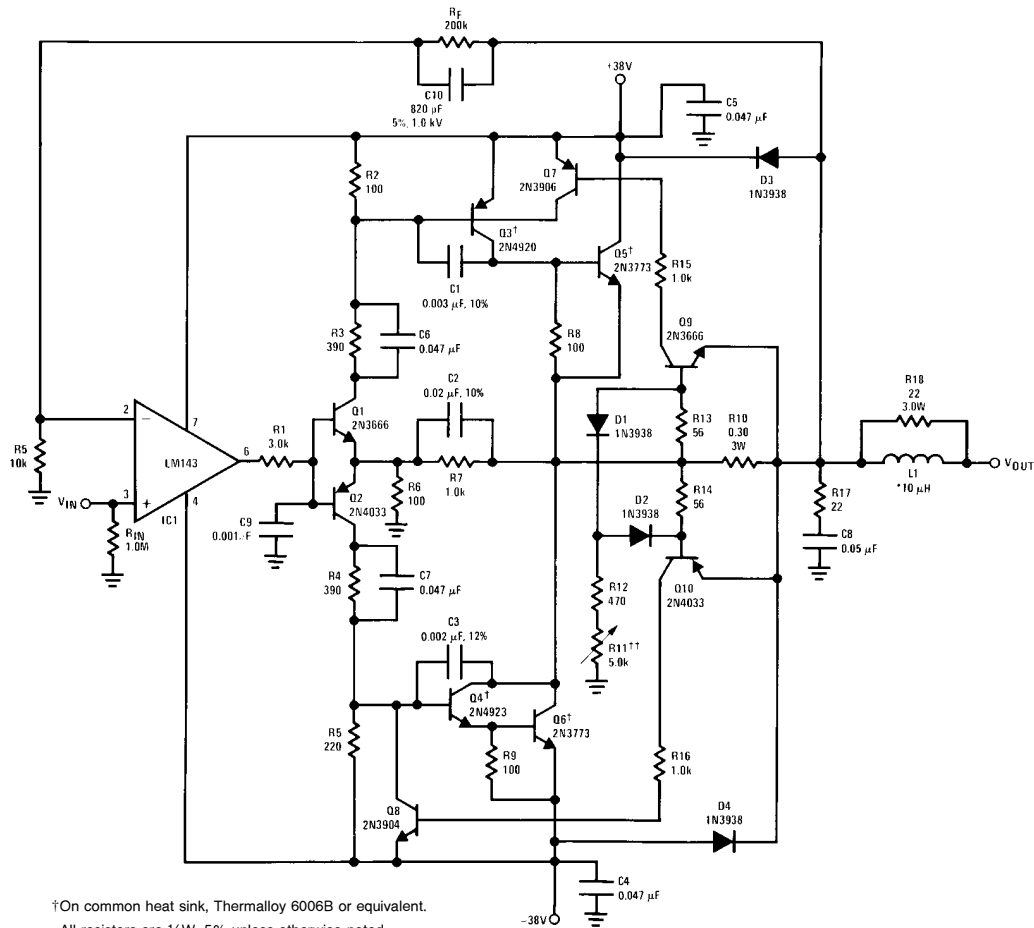 RF
200k
C10
820 pF
5%, 1.0 kV
+38V
C5
0.047 μF
R2
100
Q7
2N3906
D3
1N3938
Q3†
2N4920
Q5†
2N3773
R15
1.0k
C1
0.003 μF, 10%
R3
390
C6
0.047 μF
R8
100
Q9
2N3666
C2
0.02 μF, 10%
R18
22
3.0W
2
7
Q1
2N3666
D1
1N3938
R13
56
R10
0.30
3W
R5
10k
R1
3.0k
6
LM143
VIN
3
4
IC1
RIN
1.0M
Q2
2N4033
R6
100
R7
1.0k
L1
*10 μH
VOUT
D2
1N3938
R14
56
R17
22
C8
0.05 μF
C9
0.001 F
R4
390
C7
0.047 μF
R12
470
Q10
2N4033
C3
0.002 μF, 12%
R11††
5.0k
Q4†
2N4923
Q6†
2N3773
R5
220
R9
100
R16
1.0k
Q8
2N3904
D4
1N3938
C4
0.047 μF
−38V
†On common heat sink, Thermalloy 6006B or equivalent.